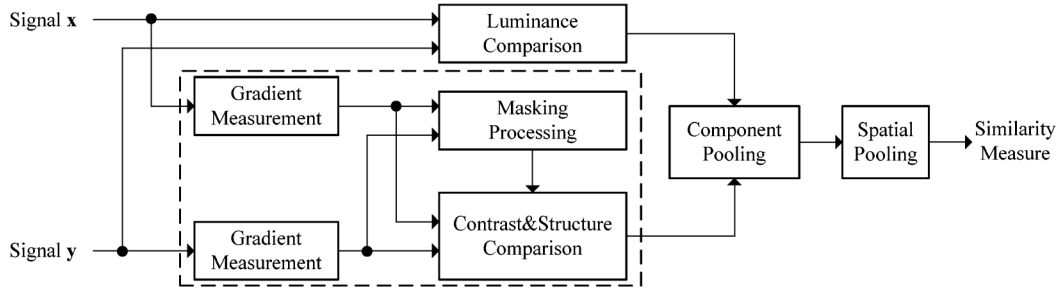 Signal x
Luminance
Comparison
Gradient
Measurement
Masking
Processing
Component
Pooling
Spatial
Pooling
Similarity
Measure
Signal y
Gradient
Measurement
Contrast&Structure
Comparison